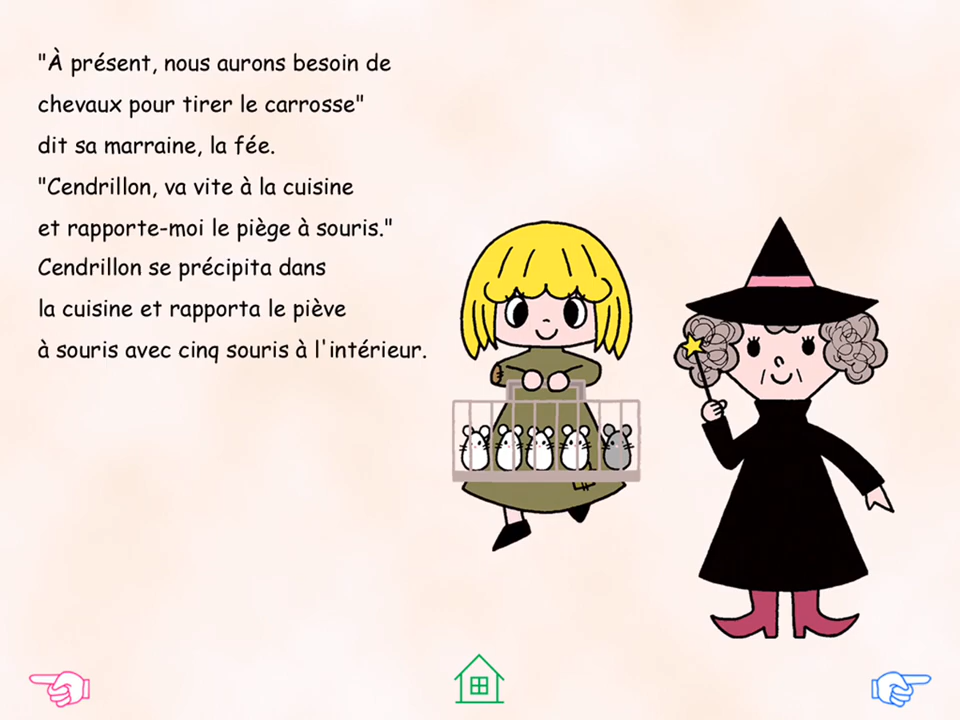 "À présent, nous aurons besoin de
chevaux pour tirer le carrosse"
dit sa marraine, la fée.
"Cendrillon, va vite à la cuisine
et rapporte-moi le piège à souris."
Cendrillon se précipita dans
la cuisine et rapporta le piève
à souris avec cinq souris à l'intérieur.